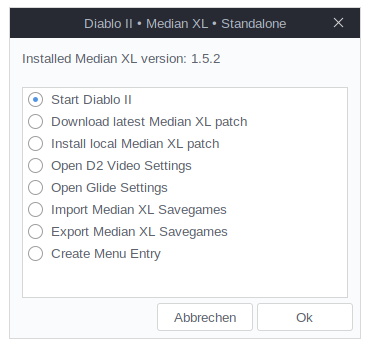 Diablo II • Median XL • Standalone
Installed Median XL version: 1.5.2
Start Diablo II
Download latest Median XL patch
Install local Median XL patch
Open D2 Video Settings
Open Glide Settings
Import Median XL Savegames
Export Median XL Savegames
Create Menu Entry
Abbrechen
Ok